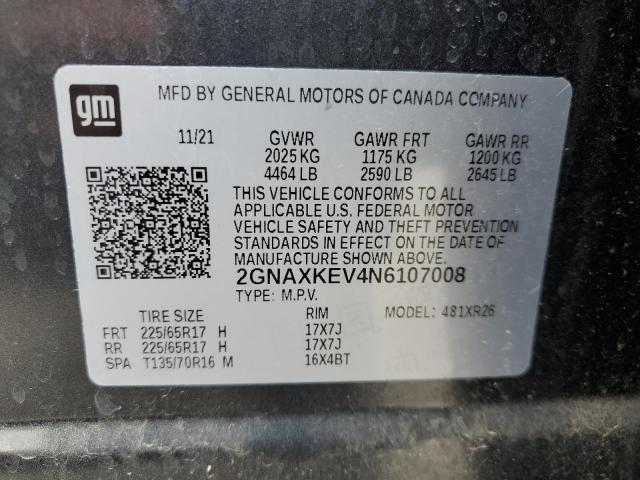 gm
MFD BY GENERAL MOTORS OF CANADA COMPANY
11/21 GVWR GAWR FRT GAWR RR
2025 KG 1175 KG 1200 KG
4464 LB 2590 LB 2645 LB
THIS VEHICLE CONFORMS TO ALL
APPLICABLE U.S. FEDERAL MOTOR
VEHICLE SAFETY AND THEFT PREVENTION
STANDARDS IN EFFECT ON THE DATE OF
MANUFACTURE SHOWN ABOVE.
2GNAXKEV4N6107008
TYPE: M.P.V. MODEL: 481XR26
TIRE SIZE RIM
FRT 225/65R17 H 17X7J
RR 225/65R17 H 17X7J
SPA T135/70R16 M 16X4BT